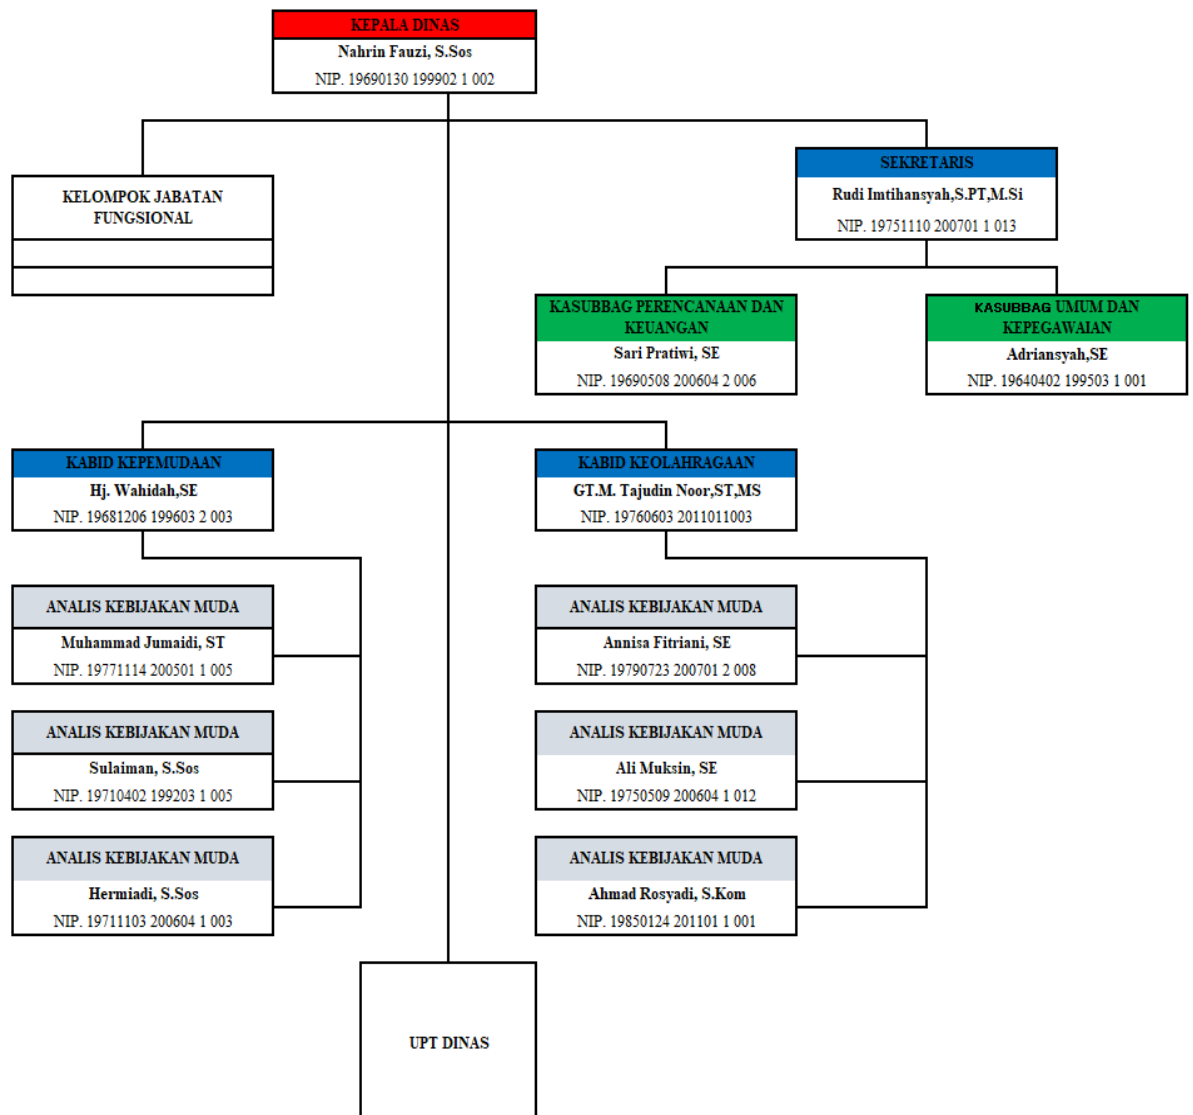 KEPALA DINAS
Nahrin Fauzi, S.Sos
NIP. 19690130 199902 1 002
KELOMPOK JABATAN
FUNGSIONAL
SEKRETARIS
Rudi Imtihansyah,S.PT,M.Si
NIP. 19751110 200701 1 013
KASUBBAG PERENCANAAN DAN
KEUANGAN
Sari Pratiwi, SE
NIP. 19690508 200604 2 006
KASUBBAG UMUM DAN
KEPEGAWAIAN
Adriansyah,SE
NIP. 19640402 199503 1 001
KABID KEPEMUDAAN
Hj. Wahidah,SE
NIP. 19681206 199603 2 003
KABID KEOLAHRAGAAN
GT.M. Tajudin Noor,ST,MS
NIP. 19760603 2011011003
ANALIS KEBIJAKAN MUDA
Muhammad Jumaidi, ST
NIP. 19771114 200501 1 005
ANALIS KEBIJAKAN MUDA
Sulaiman, S.Sos
NIP. 19710402 199203 1 005
ANALIS KEBIJAKAN MUDA
Hermiadi, S.Sos
NIP. 19711103 200604 1 003
ANALIS KEBIJAKAN MUDA
Annisa Fitriani, SE
NIP. 19790723 200701 2 008
ANALIS KEBIJAKAN MUDA
Ali Muksin, SE
NIP. 19750509 200604 1 012
ANALIS KEBIJAKAN MUDA
Ahmad Rosyadi, S.Kom
NIP. 19850124 201101 1 001
UPT DINAS